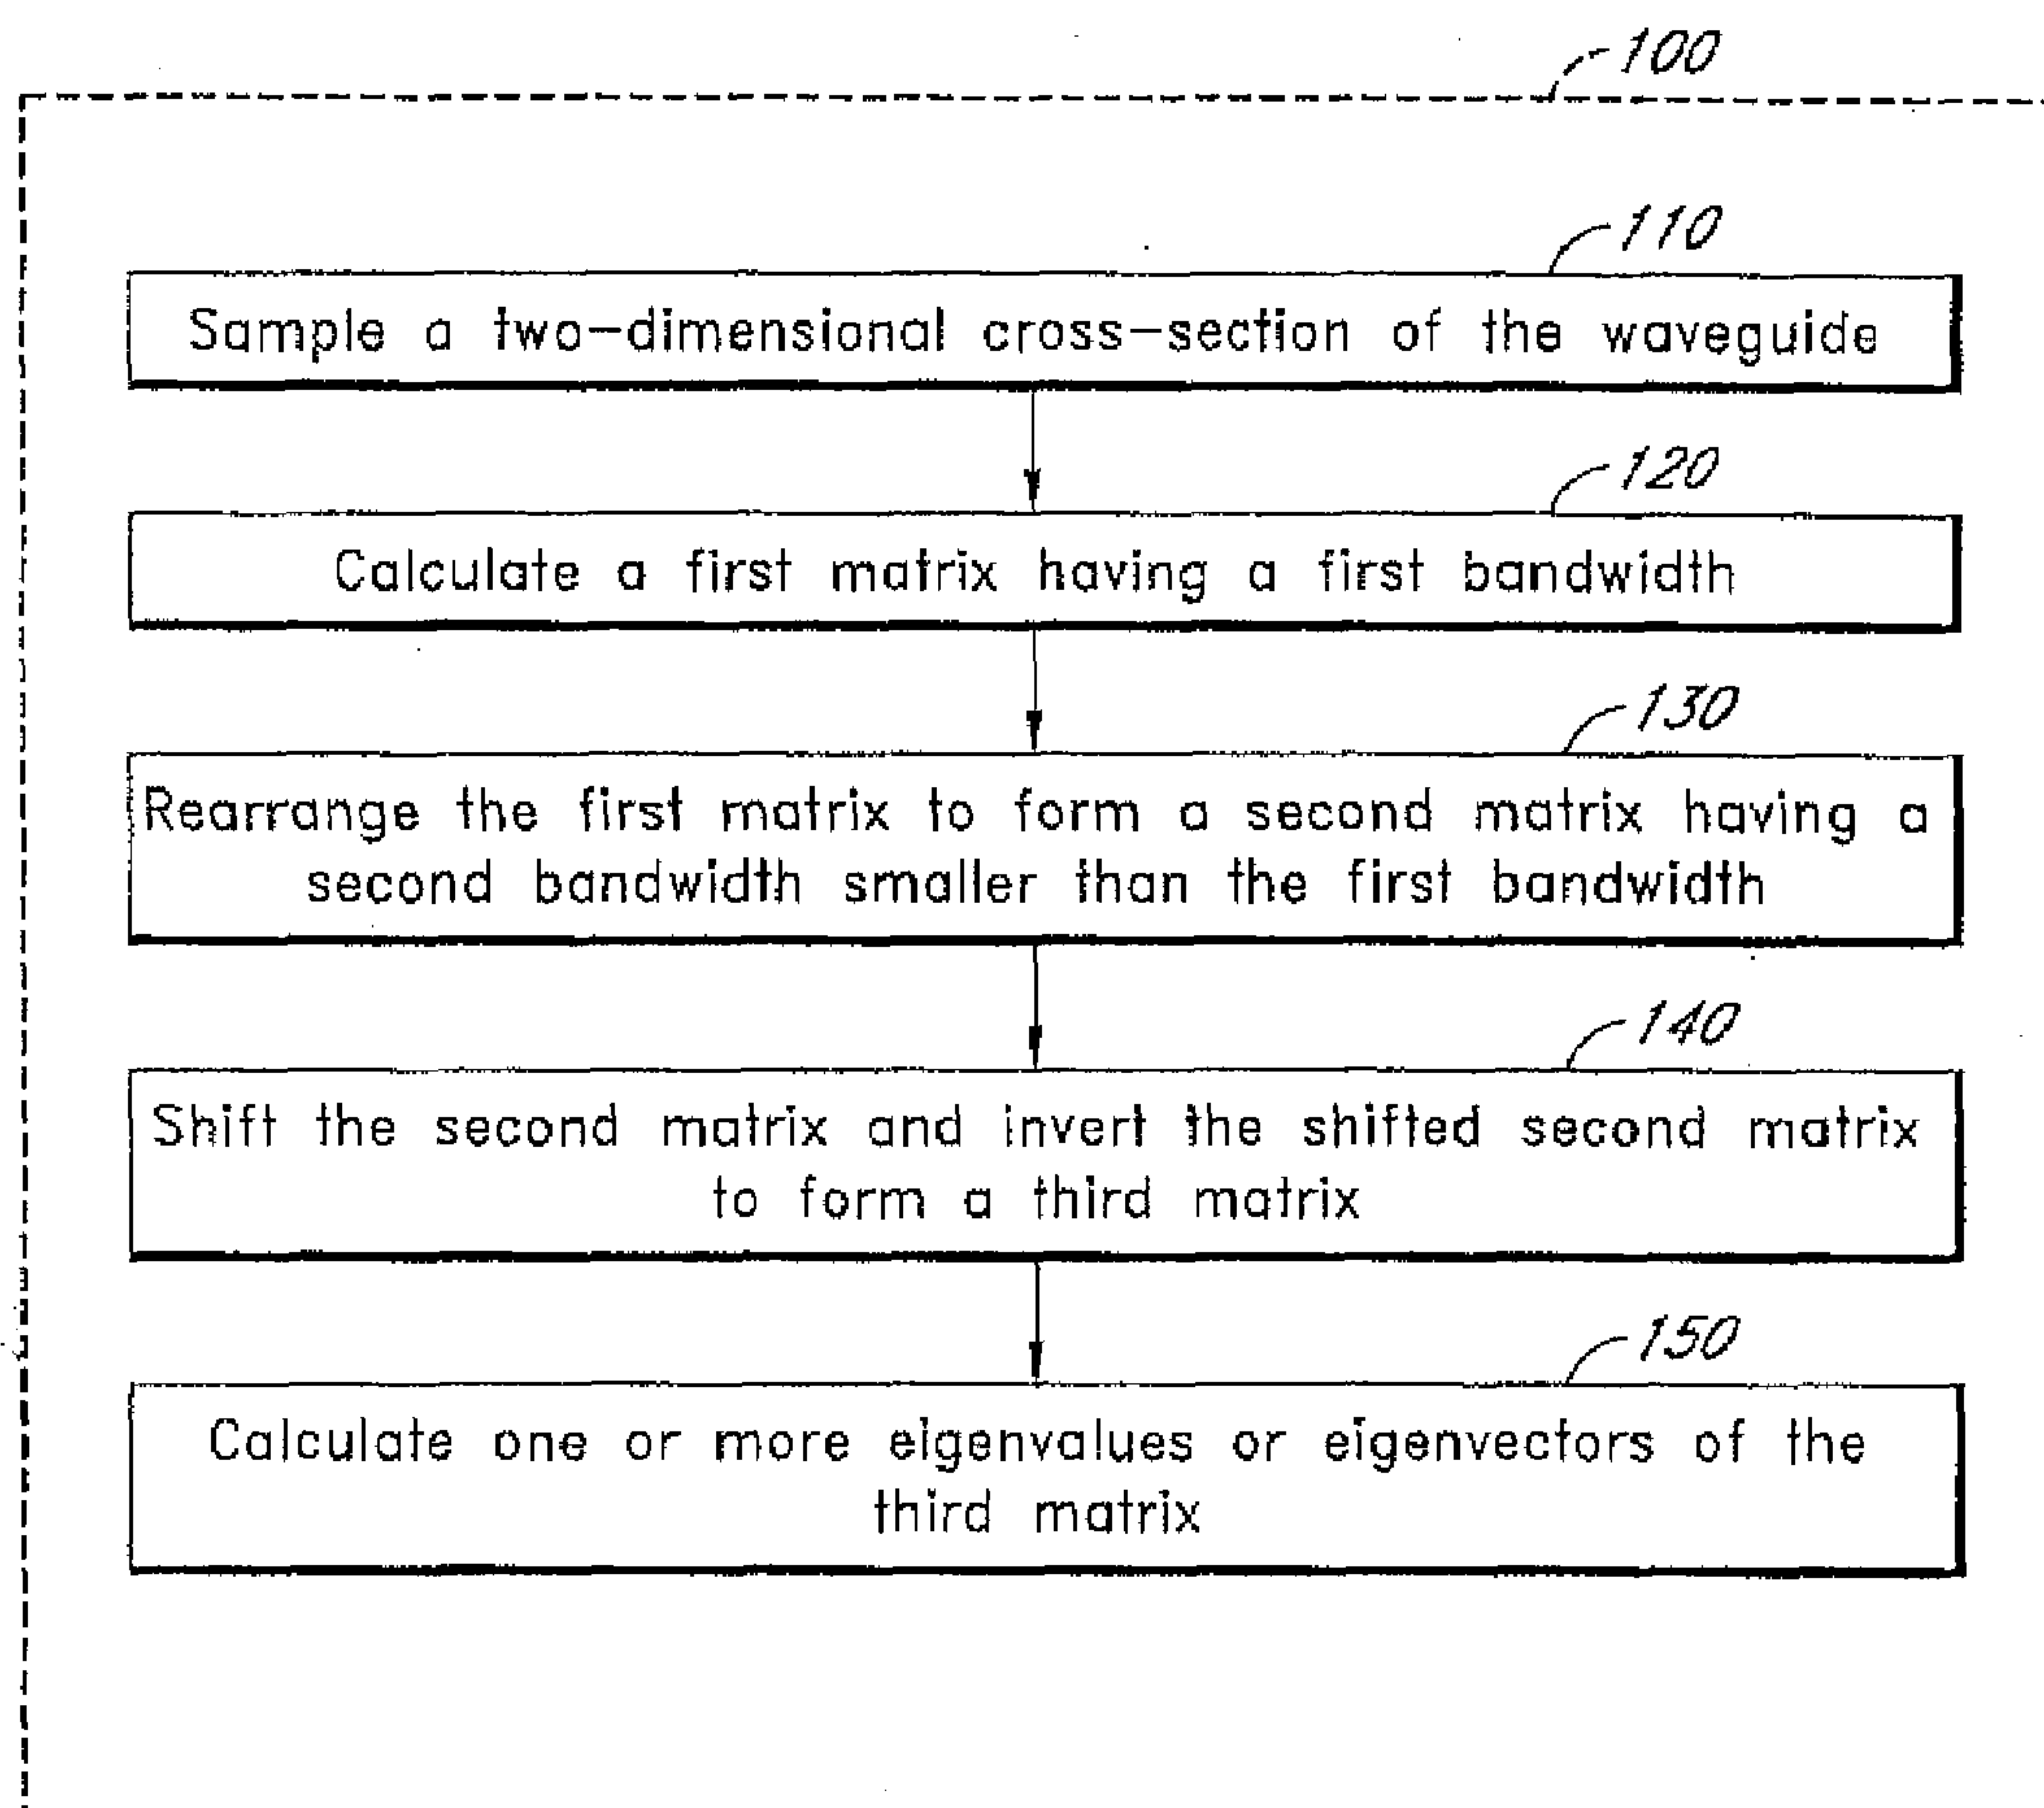 100
110
Sample a two-dimensional cross-section of the waveguide
120
Calculate a first matrix having a first bandwidth
130
Rearrange the first matrix to form a second matrix having a
second bandwidth smaller than the first bandwidth
140
Shift the second matrix and invert the shifted second matrix
to form a third matrix
150
Calculate one or more eigenvalues or eigenvectors of the
third matrix